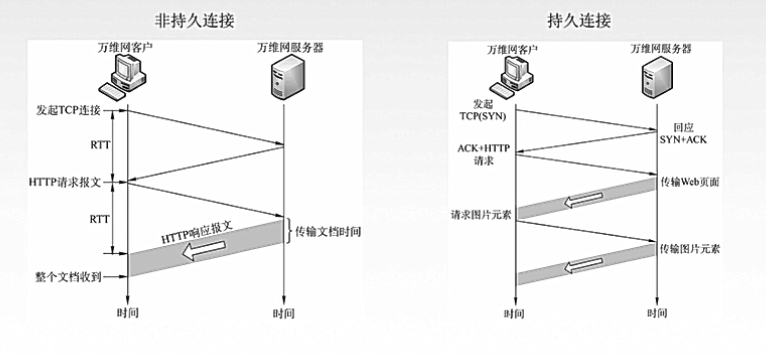 非持久连接
万维网客户
万维网服务器
发起TCP连接
RTT
HTTP请求报文
RTT
HTTP响应报文
传输文档时间
整个文档收到
时间
时间
持久连接
万维网客户
万维网服务器
发起
TCP(SYN)
回应
SYN+ACK
ACK+HTTP
请求
传输Web页面
请求图片元素
传输图片元素
时间
时间